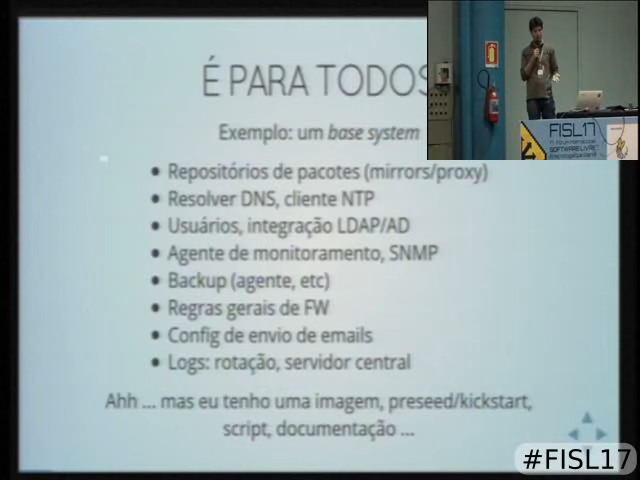 É PARA TODOS
Exemplo: um base system
• Repositórios de pacotes (mirrors/proxy)
• Resolver DNS, cliente NTP
• Usuários, integração LDAP/AD
• Agente de monitoramento, SNMP
• Backup (agente, etc)
• Regras gerais de FW
• Config de envio de emails
• Logs: rotação, servidor central
Ahh ... mas eu tenho uma imagem, preseed/kickstart,
script, documentação ...
FISL17
SOFTWARE LIVRE
#FISL17